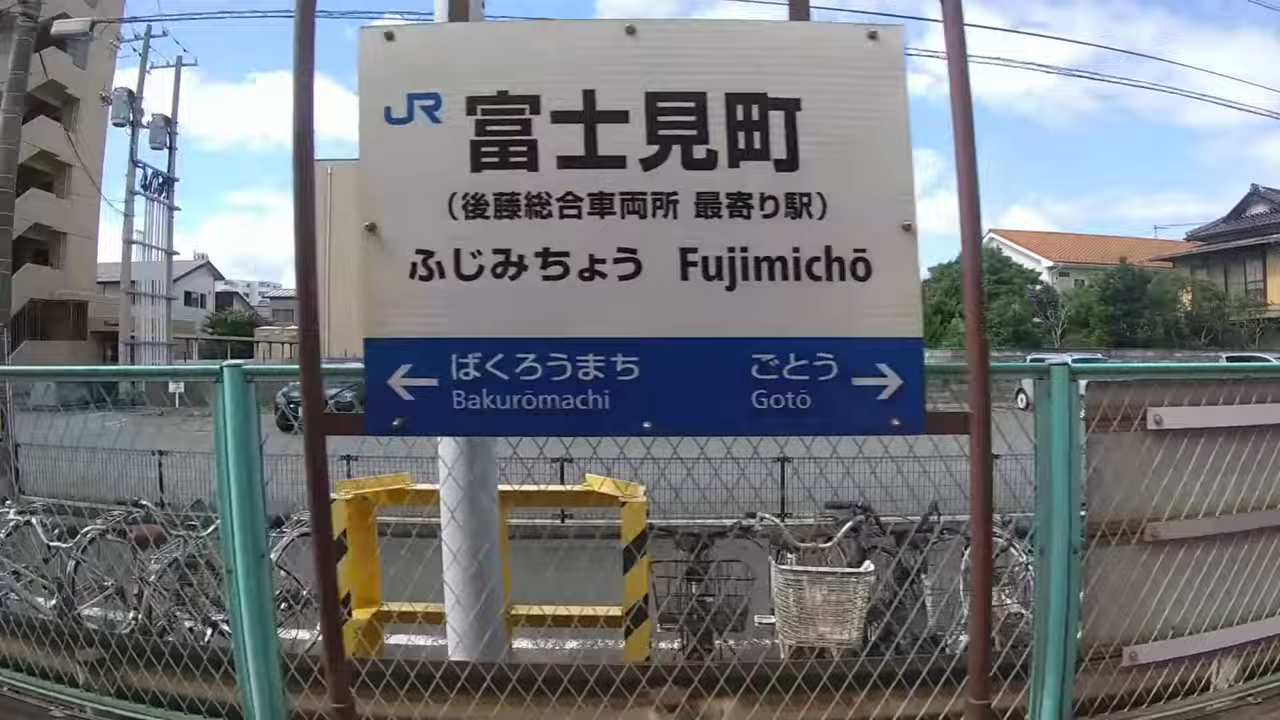 JR 富士見町
（後藤総合車両所 最寄り駅）
ふじみちょう Fujimichō
← ばくろうまち ごとう →
Bakurōmachi Gotō